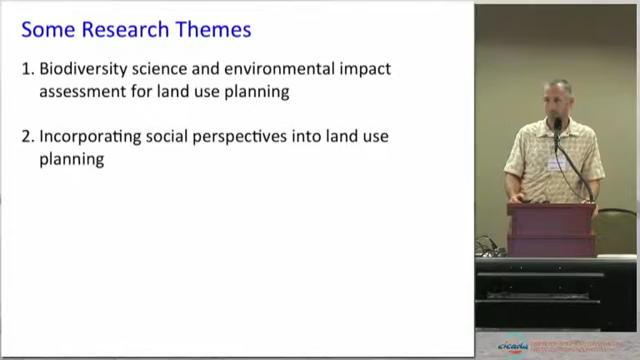 Some Research Themes
1. Biodiversity science and environmental impact
assessment for land use planning
2. Incorporating social perspectives into land use
planning
cicada